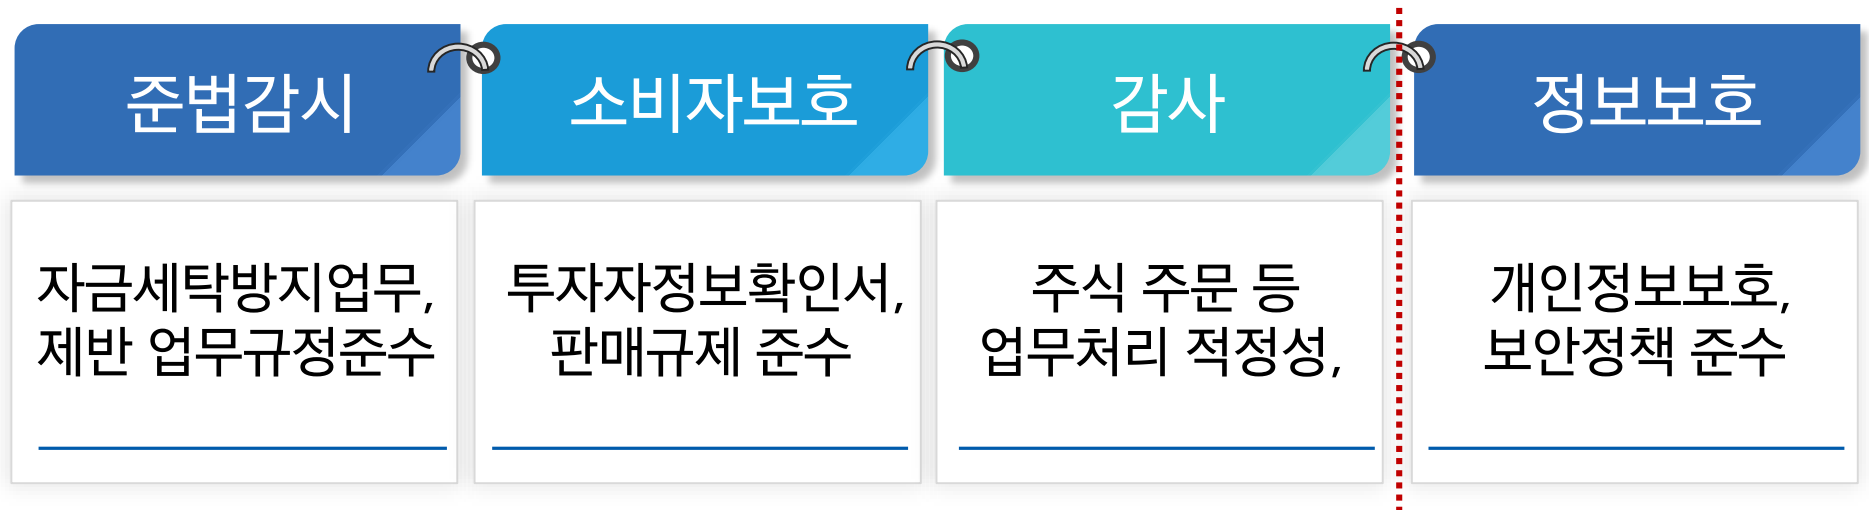 준법감시
소비자보호
감사
정보보호
자금세탁방지업무,
제반 업무규정준수
투자자정보확인서,
판매규제 준수
주식 주문 등
업무처리 적정성,
개인정보보호,
보안정책 준수